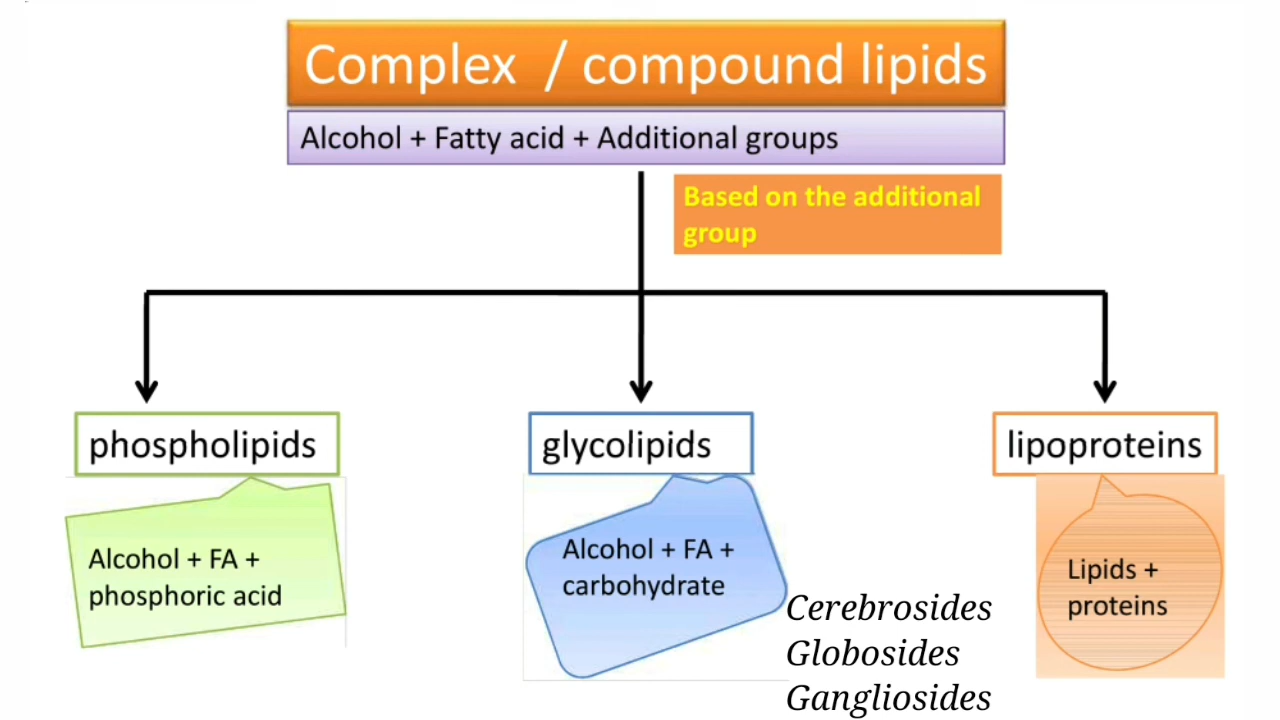 Complex / compound lipids
Alcohol + Fatty acid + Additional groups
Based on the additional
group
phospholipids
glycolipids
lipoproteins
Alcohol + FA +
phosphoric acid
Alcohol + FA +
carbohydrate
Lipids +
proteins
Cerebrosides
Globosides
Gangliosides